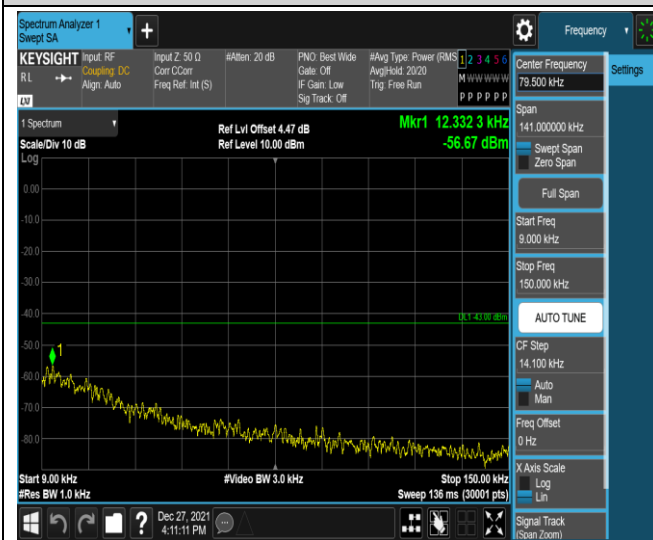 Spectrum Analyzer 1
Swept SA
Frequency
KEYSIGHT
RL
LXI
Input: RF
Coupling: DC
Align: Auto
Input Z: 50 Ω
Corr CCorr
Freq Ref: Int (S)
#Atten: 20 dB
PNO: Best Wide
Gate: Off
IF Gain: Low
Sig Track: Off
#Avg Type: Power (RMS
Avg|Hold: 20/20
Trig: Free Run
1 2 3 4 5 6
M W W W W W
P P P P P P
Center Frequency
79.500 kHz
Settings
1 Spectrum
Scale/Div 10 dB
Log
Ref Lvl Offset 4.47 dB
Ref Level 10.00 dBm
Mkr1 12.332 3 kHz
-56.67 dBm
Span
141.000000 kHz
Swept Span
Zero Span
Full Span
Start Freq
9.000 kHz
Stop Freq
150.000 kHz
AUTO TUNE
CF Step
14.100 kHz
Auto
Man
Freq Offset
0 Hz
X Axis Scale
Log
Lin
Signal Track
(Span Zoom)
0.00
-10.0
-20.0
-30.0
-40.0
DL1 -43.00 dBm
-50.0
1
-60.0
-70.0
-80.0
Start 9.00 kHz
#Res BW 1.0 kHz
#Video BW 3.0 kHz
Stop 150.00 kHz
Sweep 136 ms (30001 pts)
?
Dec 27, 2021
4:11:11 PM